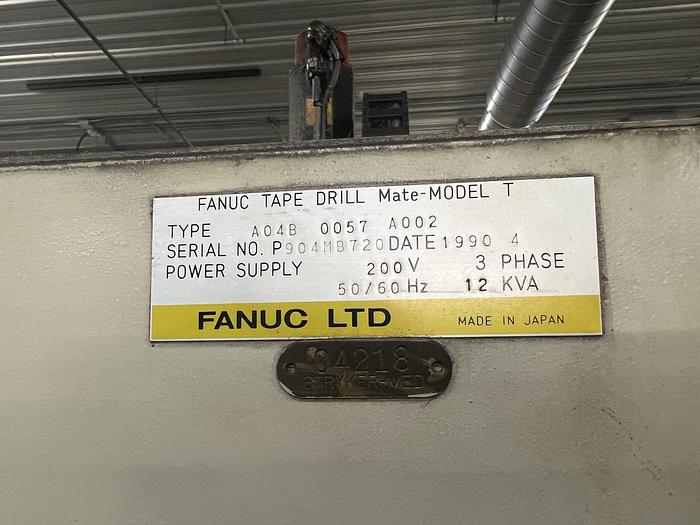 FANUC TAPE DRILL Mate-MODEL T
TYPE A04B 0057 A002
SERIAL NO. P904MB720 DATE 1990 4
POWER SUPPLY 200 V 3 PHASE
50/60 Hz 12 KVA
FANUC LTD MADE IN JAPAN
04218
STRYKER-MED